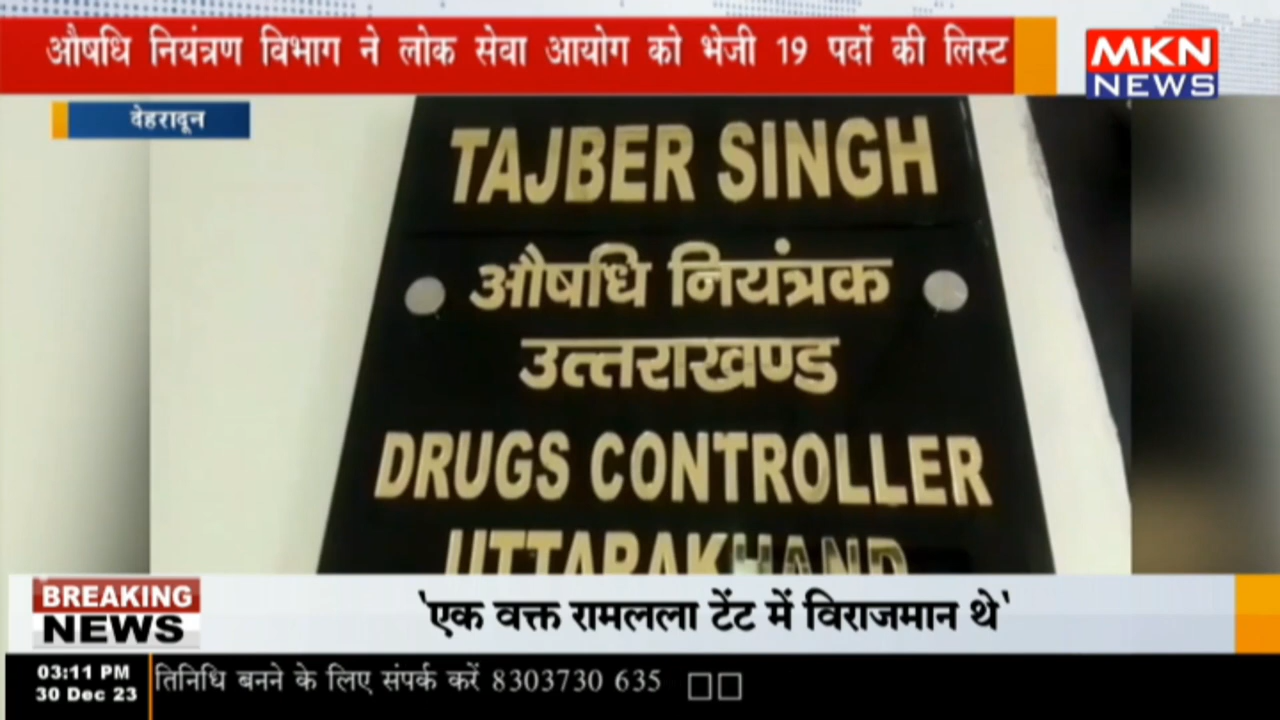 औषधि नियंत्रण विभाग ने लोक सेवा आयोग को भेजी 19 पदों की लिस्ट
MKN
NEWS
देहरादून
TAJBER SINGH
औषधि नियंत्रक
उत्तराखण्ड
DRUGS CONTROLLER
UTTARAKHAND
BREAKING
NEWS
'एक वक्त रामलला टेंट में विराजमान थे'
03:11 PM
30 Dec 23
तिनिधि बनने के लिए संपर्क करें 8303730 635